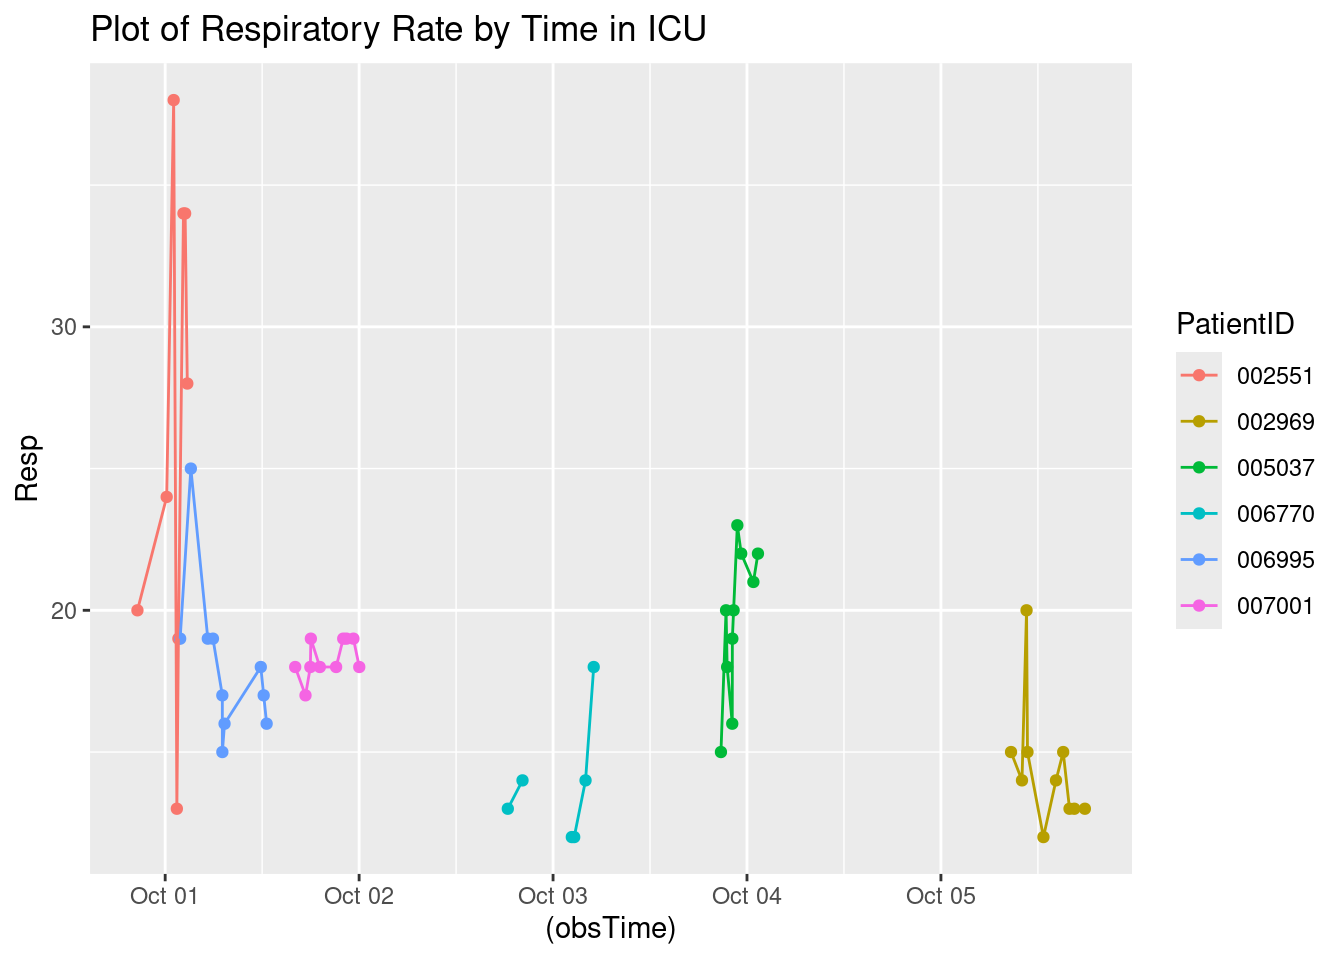 Plot of Respiratory Rate by Time in ICU
Resp
30
20
Oct 01
Oct 02
Oct 03
Oct 04
Oct 05
(obsTime)
PatientID
002551
002969
005037
006770
006995
007001